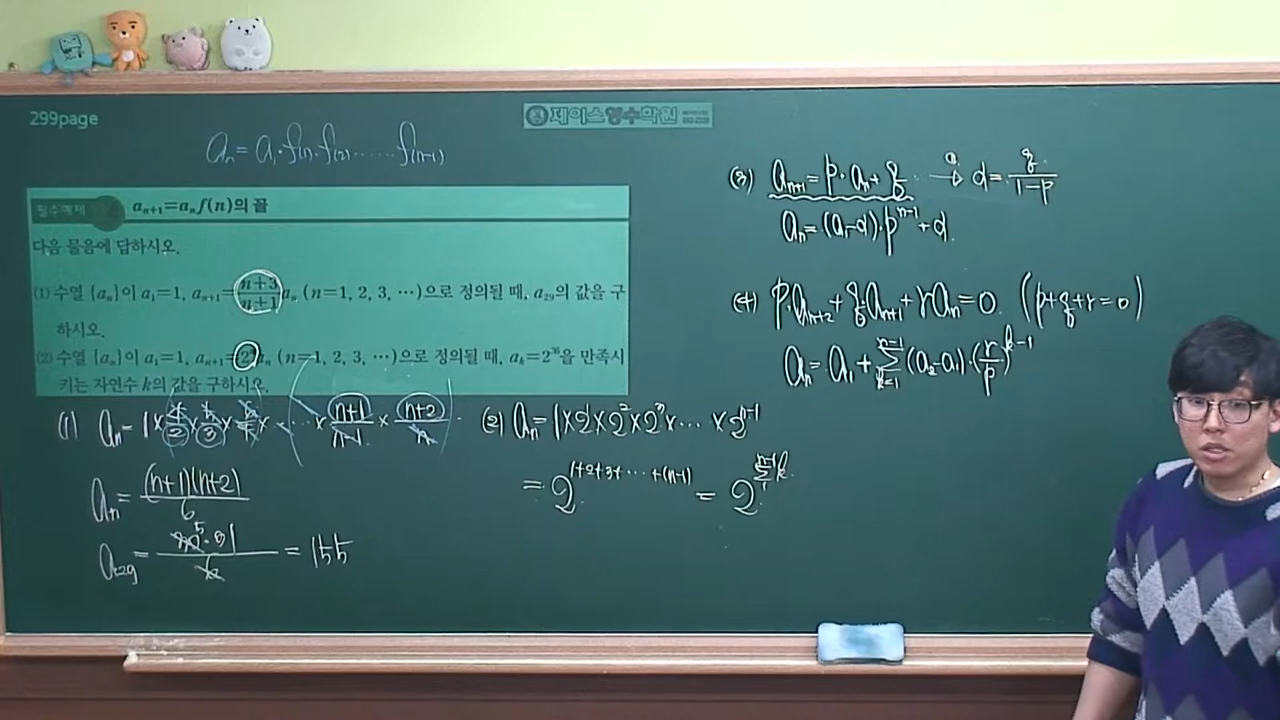 299page
제이스영수학원
aₙ = a₁·f(1)·f(2)·……·f(n-1)
필수예제
aₙ₊₁=aₙf(n)의 꼴
다음 물음에 답하시오.
(1) 수열 {aₙ}이 a₁=1, aₙ₊₁=(n+3)/(n+1) aₙ (n=1, 2, 3, ⋯)으로 정의될 때, a₂₉의 값을 구
하시오.
(2) 수열 {aₙ}이 a₁=1, aₙ₊₁=2ⁿaₙ (n=1, 2, 3, ⋯)으로 정의될 때, aₖ=2³⁶을 만족시
키는 자연수 k의 값을 구하시오.
(1) aₙ = 1 × 4/2 × 5/3 × 6/4 × ⋯ × (n+1)/(n-1) × (n+2)/n
aₙ = (n+1)(n+2)/6
a₂₉ = 30⁵·31/6 = 155
(2) aₙ = 1×2×2²×2³×⋯×2ⁿ⁻¹
= 2^(1+2+3+⋯+(n-1)) = 2^(Σ₁ⁿ⁻¹ k)
(3) aₙ₊₁ = p·aₙ + q → α = q/(1-p)
aₙ = (a₁-α)·pⁿ⁻¹ + α
(4) p·aₙ₊₂ + q·aₙ₊₁ + r aₙ = 0. (p+q+r=0)
aₙ = a₁ + Σₖ₌₁ⁿ⁻¹ (a₂-a₁)·(r/p)ᵏ⁻¹